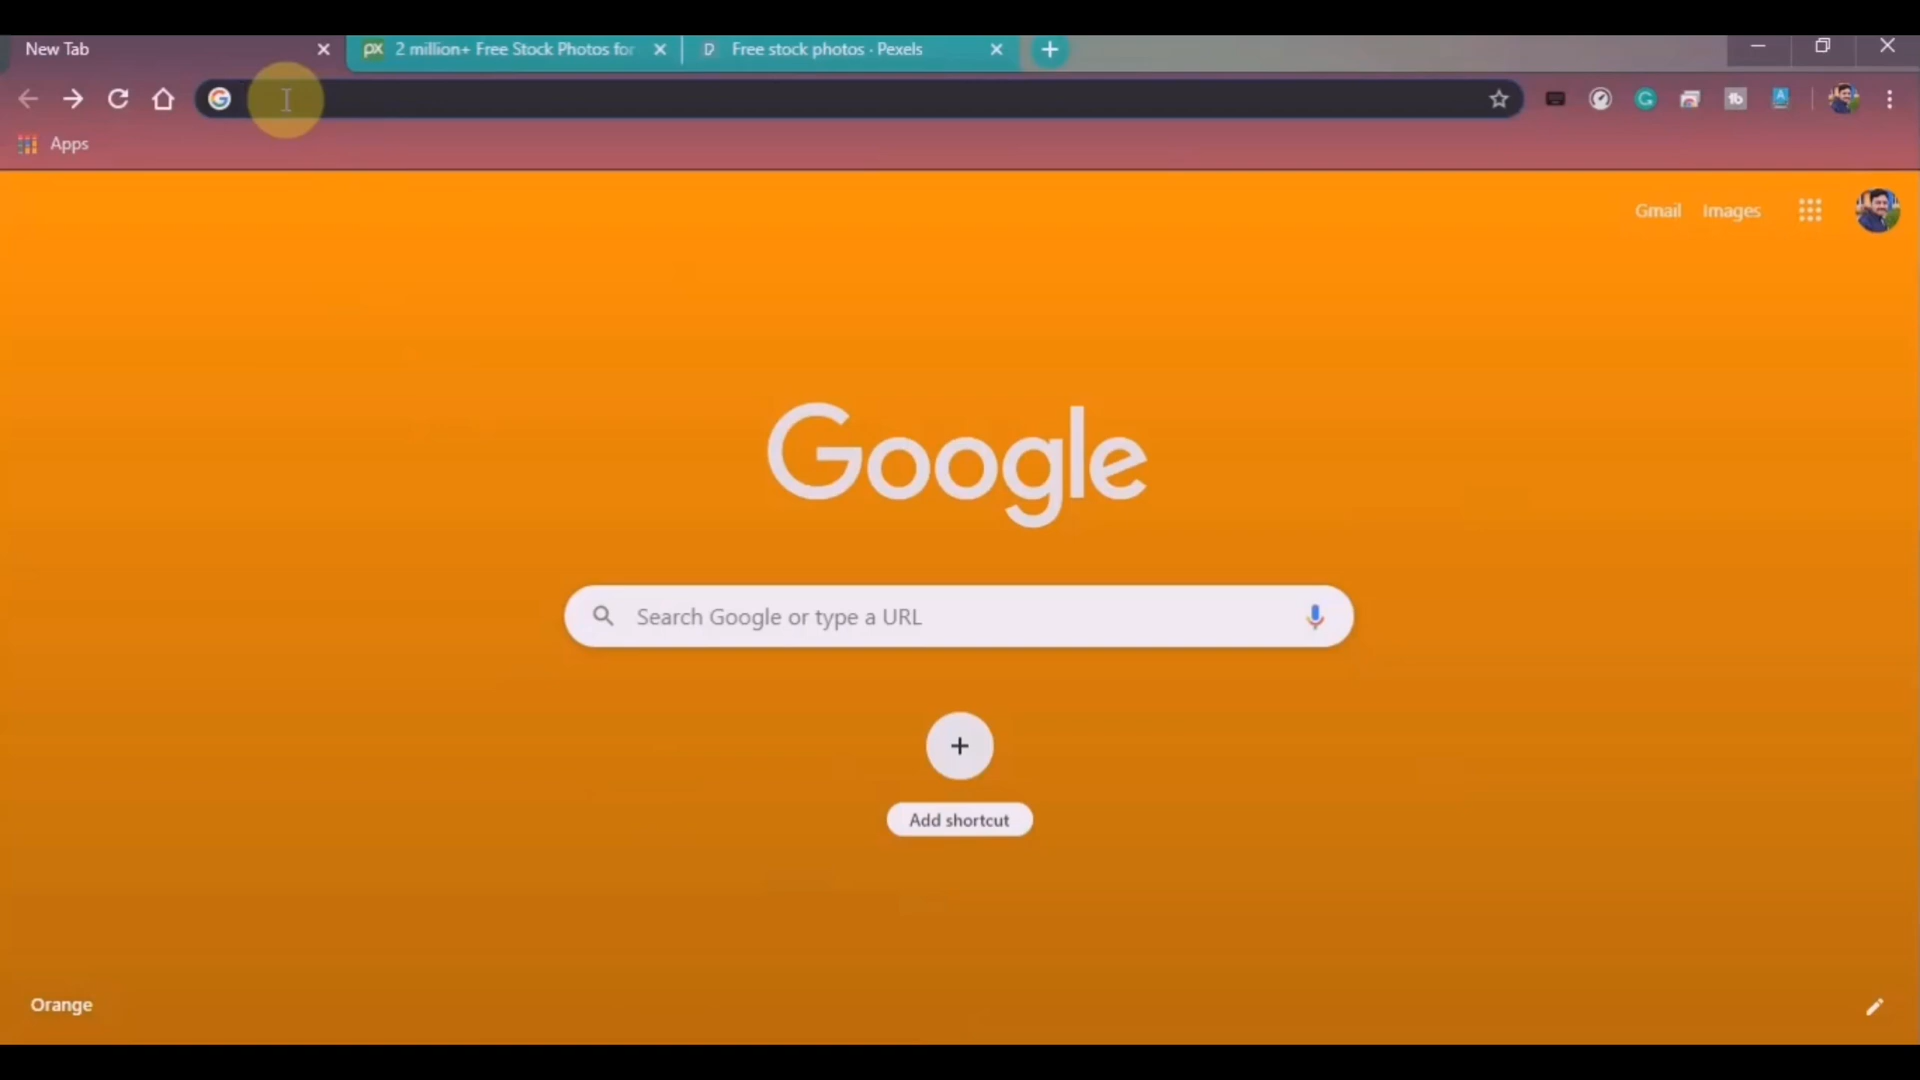 New Tab
px 2 million+ Free Stock Photos for
Free stock photos · Pexels
Apps
Gmail Images
Google
Search Google or type a URL
Add shortcut
Orange